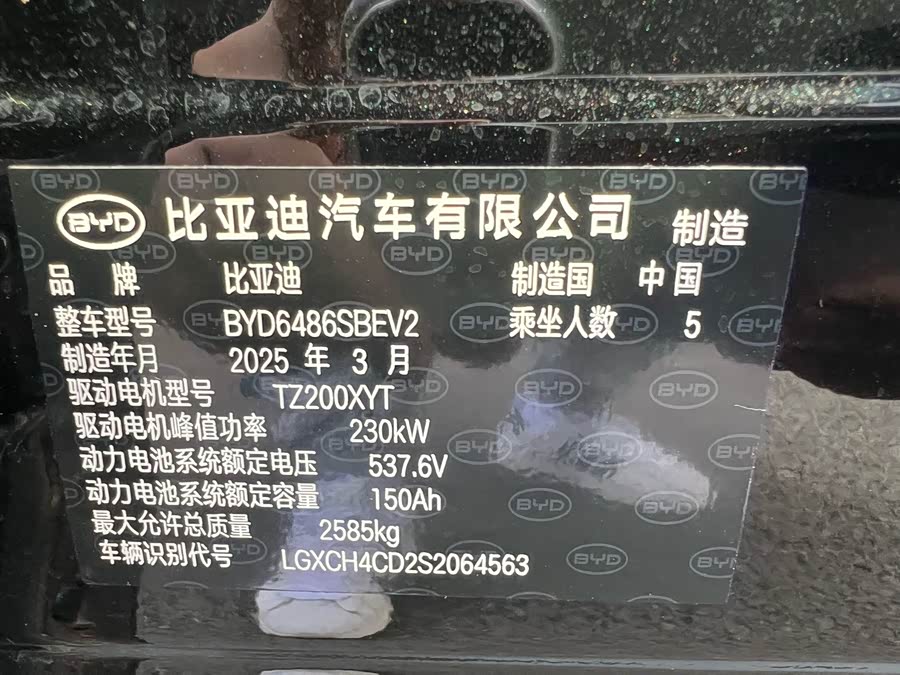 BYD 比亚迪汽车有限公司 制造
品牌 比亚迪 制造国 中国
整车型号 BYD6486SBEV2 乘坐人数 5
制造年月 2025 年 3 月
驱动电机型号 TZ200XYT
驱动电机峰值功率 230kW
动力电池系统额定电压 537.6V
动力电池系统额定容量 150Ah
最大允许总质量 2585kg
车辆识别代号 LGXCH4CD2S2064563